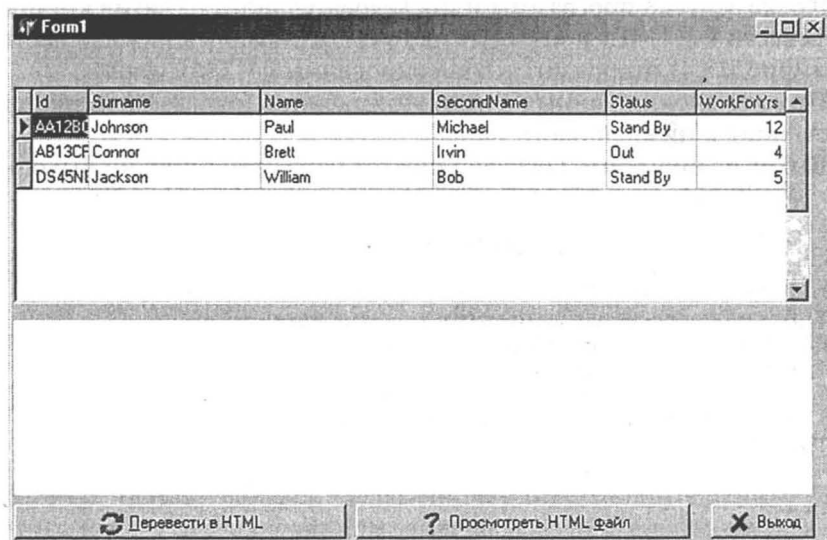 Form1
Id Surname Name SecondName Status WorkForYrs
Johnson Paul Michael Stand By 12
Connor Brett Irvin Out 4
Jackson William Bob Stand By 5
Перевести в HTML ? Просмотреть HTML файл Выход